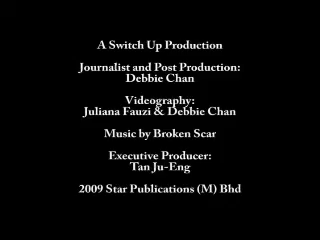 A Switch Up Production
Journalist and Post Production:
Debbie Chan
Videography:
Juliana Fauzi & Debbie Chan
Music by Broken Scar
Executive Producer:
Tan Ju-Eng
2009 Star Publications (M) Bhd